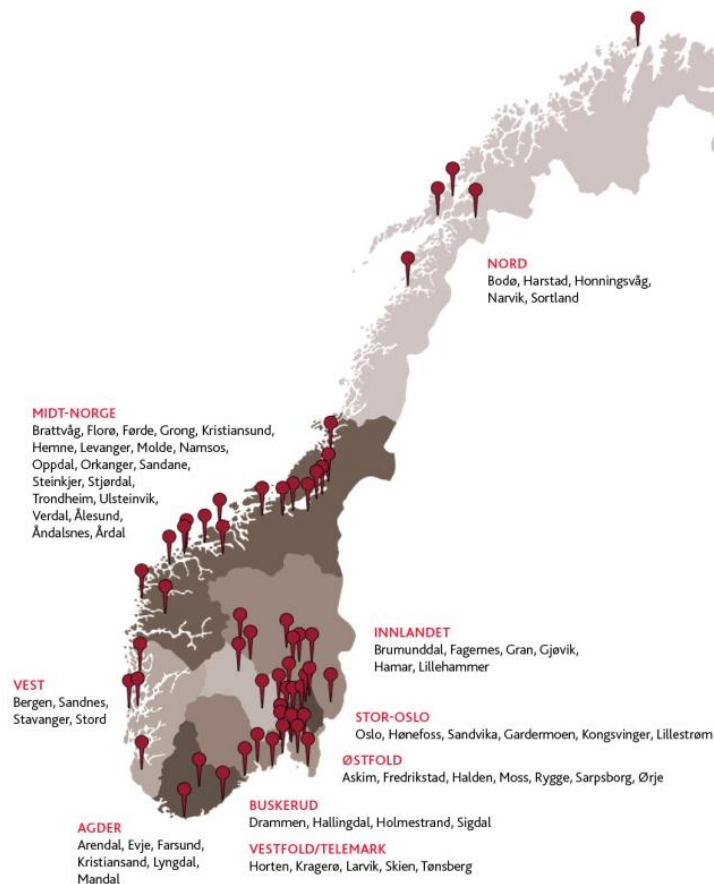 NORD
Bodø, Harstad, Honningsvåg,
Narvik, Sortland
MIDT-NORGE
Brattvåg, Florø, Førde, Grong, Kristiansund,
Hemne, Levanger, Molde, Namsos,
Oppdal, Orkanger, Sandane,
Steinkjer, Stjørdal,
Trondheim, Ulsteinvik,
Verdal, Ålesund,
Åndalsnes, Årdal
INNLANDET
Brumunddal, Fagernes, Gran, Gjøvik,
Hamar, Lillehammer
VEST
Bergen, Sandnes,
Stavanger, Stord
STOR-OSLO
Oslo, Hønefoss, Sandvika, Gardermoen, Kongsvinger, Lillestrøm
ØSTFOLD
Askim, Fredrikstad, Halden, Moss, Rygge, Sarpsborg, Ørje
BUSKERUD
Drammen, Hallingdal, Holmestrand, Sigdal
AGDER
Arendal, Evje, Farsund,
Kristiansand, Lyngdal,
Mandal
VESTFOLD/TELEMARK
Horten, Kragerø, Larvik, Skien, Tønsberg